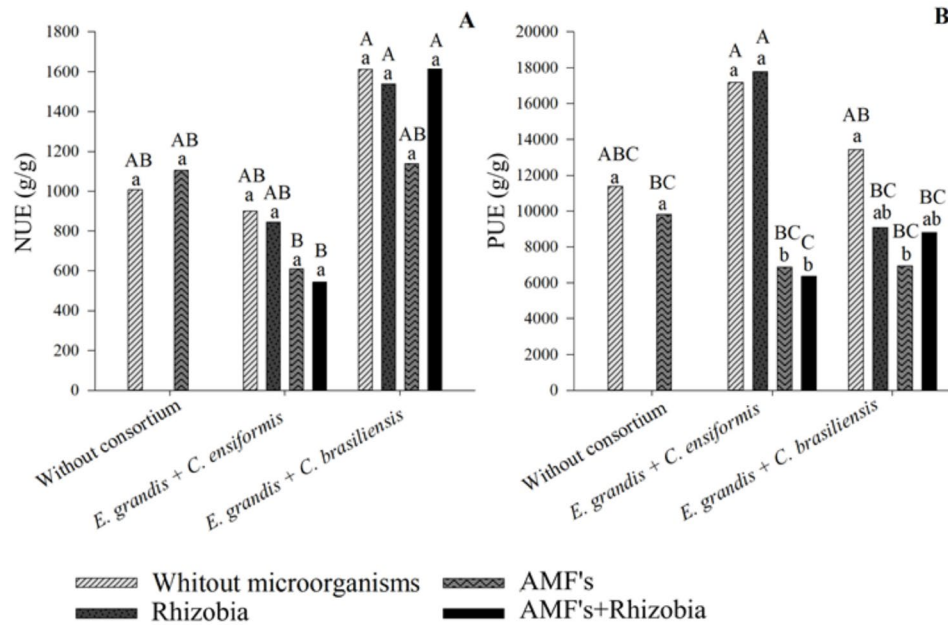 A
B
NUE (g/g)
1800
1600
1400
1200
1000
800
600
400
200
0
AB
a
AB
a
AB
a
AB
a
B
a
B
a
A
a
A
a
AB
a
A
a
Without consortium
E. grandis + C. ensiformis
E. grandis + C. brasiliensis
PUE (g/g)
20000
18000
16000
14000
12000
10000
8000
6000
4000
2000
0
ABC
a
BC
a
A
a
A
a
BC
b
C
b
AB
a
BC
ab
BC
b
BC
ab
Without consortium
E. grandis + C. ensiformis
E. grandis + C. brasiliensis
Whitout microorganisms
AMF's
Rhizobia
AMF's+Rhizobia